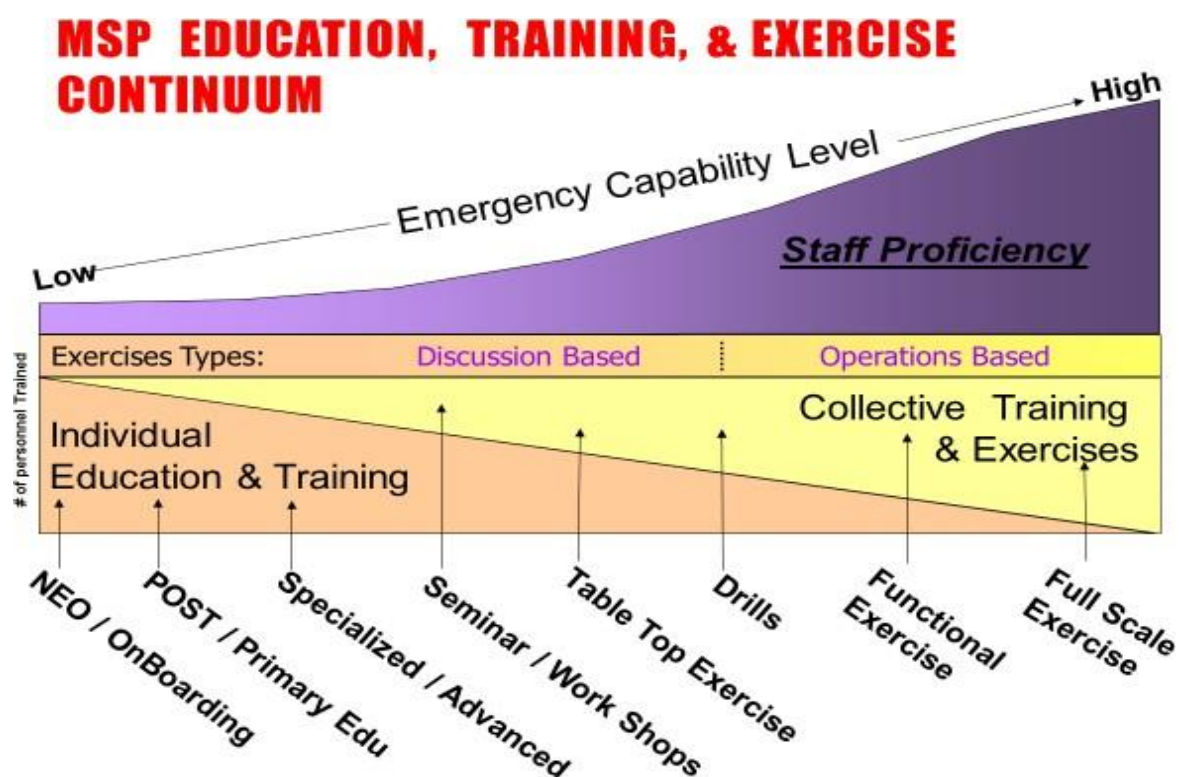 MSP EDUCATION, TRAINING, & EXERCISE
CONTINUUM
High
Emergency Capability Level
Low
Staff Proficiency
Exercises Types:
Discussion Based
Operations Based
# of personnel Trained
Individual
Education & Training
Collective Training
& Exercises
NEO / OnBoarding
POST / Primary Edu
Specialized / Advanced
Seminar / Work Shops
Table Top Exercise
Drills
Functional
Exercise
Full Scale
Exercise